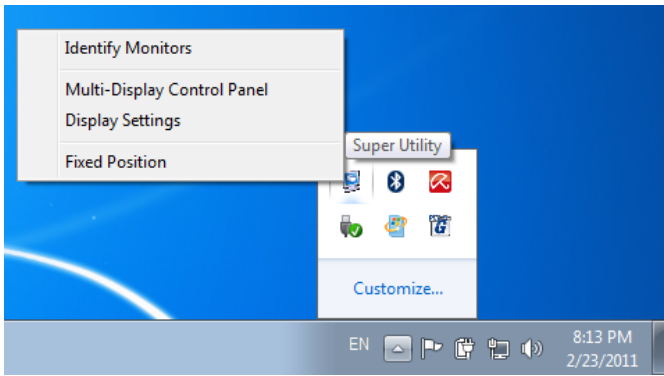 Identify Monitors
Multi-Display Control Panel
Display Settings
Fixed Position
Super Utility
Customize...
EN
8:13 PM
2/23/2011